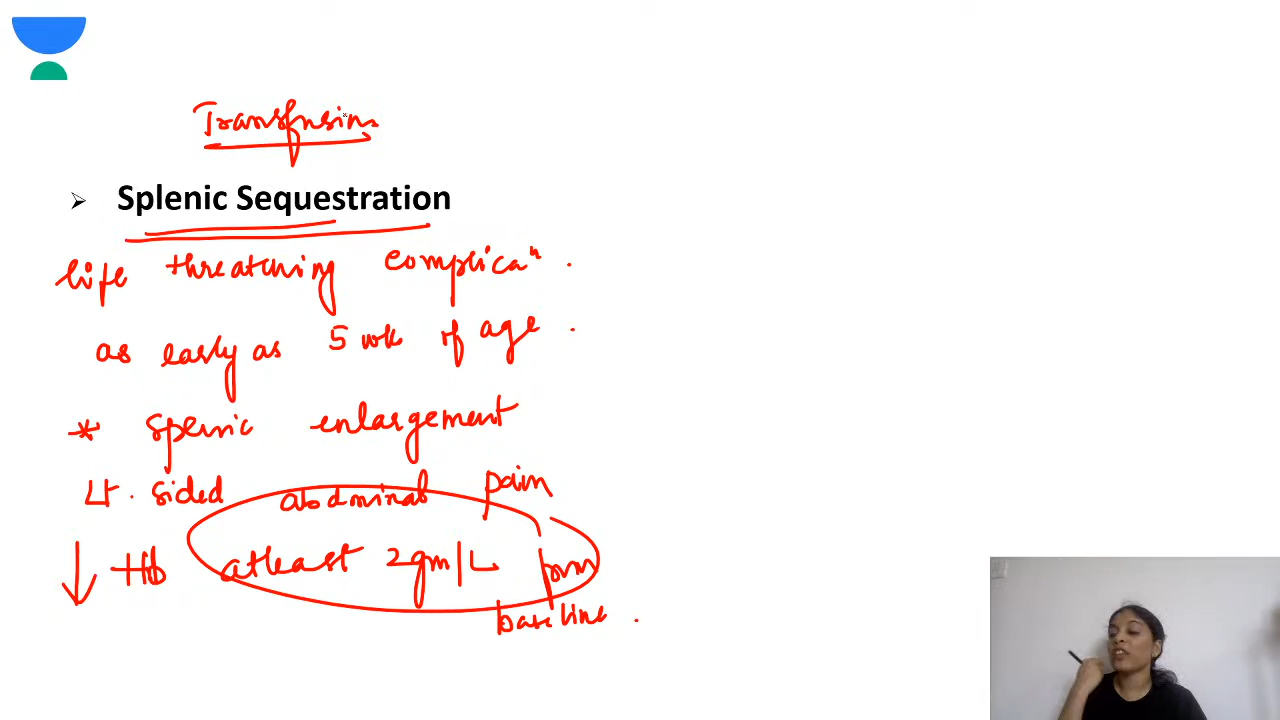 Transfusion
➢ Splenic Sequestration
life threatening complicaⁿ .
as early as 5 wk of age .
* Splenic enlargement
Lt. sided abdominal pain
↓ Hb atleast 2gm/L from
baseline .